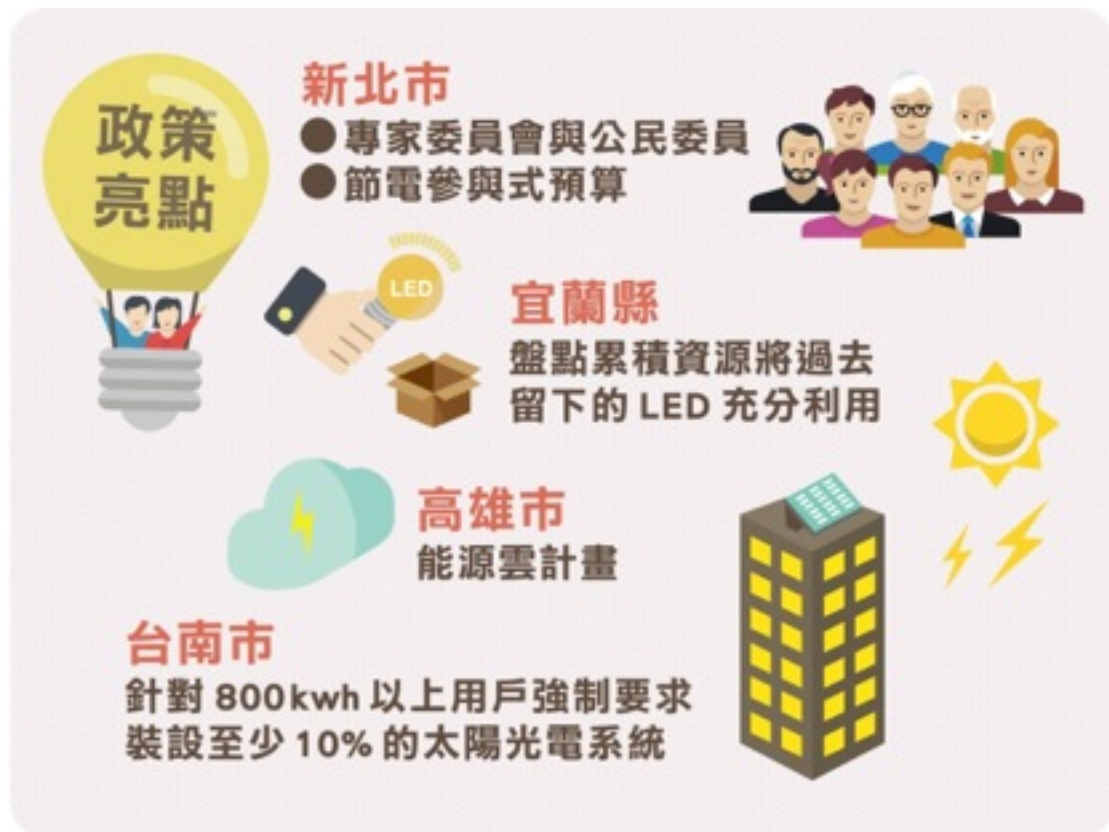 政策
亮點
新北市
●專家委員會與公民委員
●節電參與式預算
LED
宜蘭縣
盤點累積資源將過去
留下的 LED 充分利用
高雄市
能源雲計畫
台南市
針對 800kwh 以上用戶強制要求
裝設至少 10% 的太陽光電系統